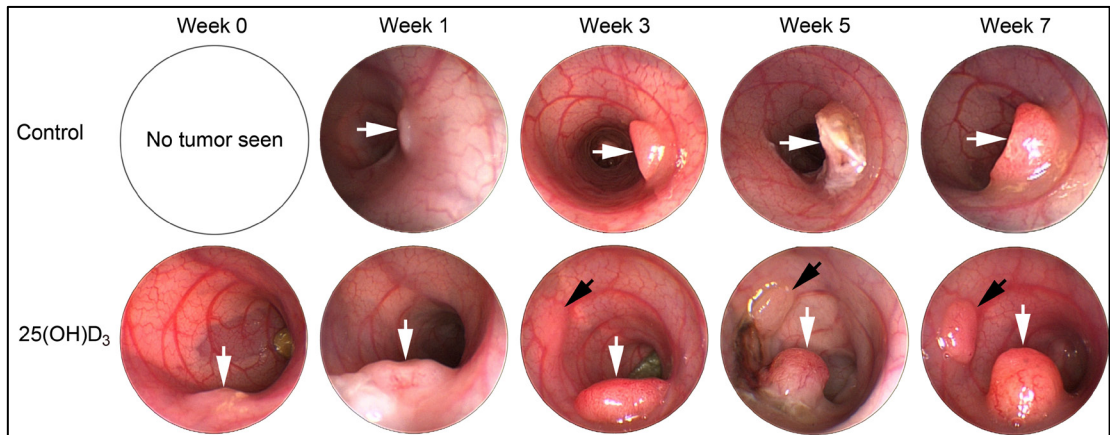 Week 0 Week 1 Week 3 Week 5 Week 7
Control
No tumor seen
25(OH)D₃